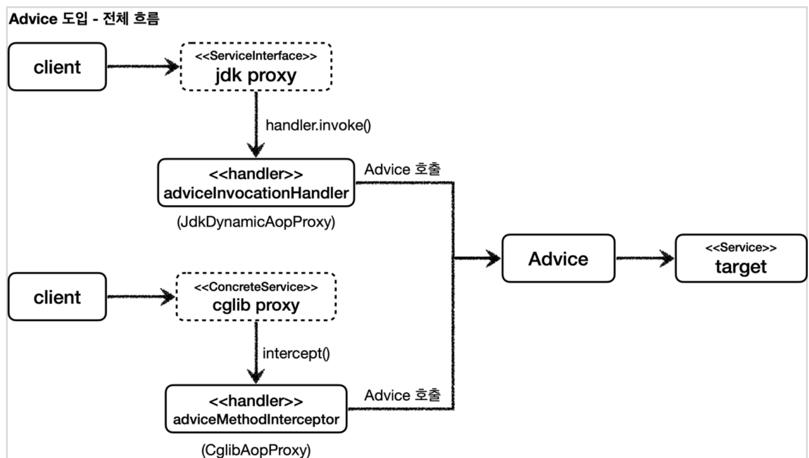 Advice 도입 - 전체 흐름
client
<<ServiceInterface>>
jdk proxy
handler.invoke()
<<handler>>
adviceInvocationHandler
Advice 호출
(JdkDynamicAopProxy)
Advice
<<Service>>
target
client
<<ConcreteService>>
cglib proxy
intercept()
<<handler>>
adviceMethodInterceptor
Advice 호출
(CglibAopProxy)